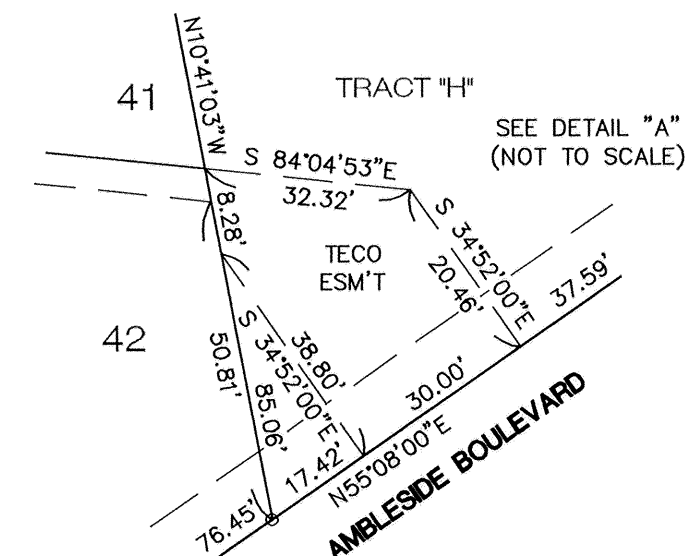 N10°41'03"W
41
TRACT "H"
SEE DETAIL "A"
(NOT TO SCALE)
S 84°04'53"E
32.32'
8.28'
S 34°52'00"E
20.46'
TECO
ESM'T
37.59'
42
50.81'
85.06'
S 34°52'00"E
38.80'
30.00'
17.42'
N55°08'00"E
76.45'
AMBLESIDE BOULEVARD